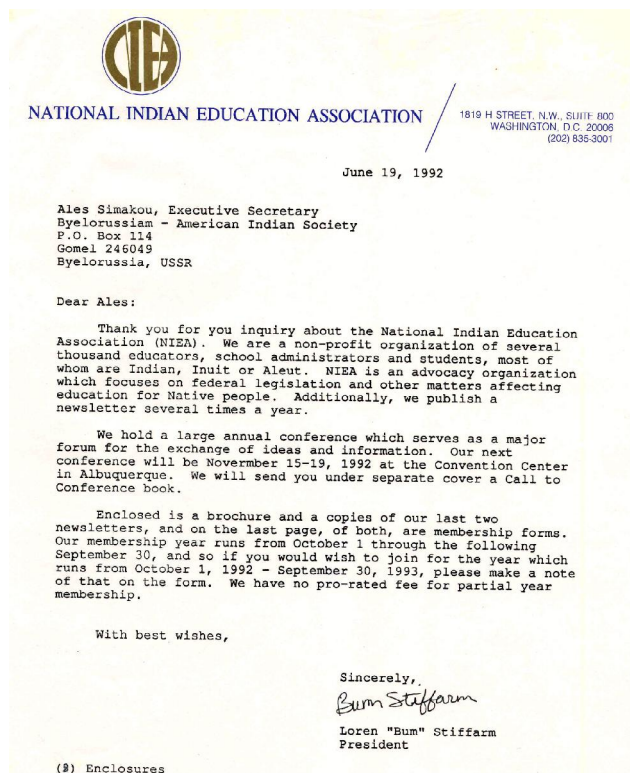 NIEA
NATIONAL INDIAN EDUCATION ASSOCIATION
1819 H STREET, N.W., SUITE 800
WASHINGTON, D.C. 20006
(202) 835-3001
June 19, 1992
Ales Simakou, Executive Secretary
Byelorussiam - American Indian Society
P.O. Box 114
Gomel 246049
Byelorussia, USSR
Dear Ales:
Thank you for you inquiry about the National Indian Education
Association (NIEA). We are a non-profit organization of several
thousand educators, school administrators and students, most of
whom are Indian, Inuit or Aleut. NIEA is an advocacy organization
which focuses on federal legislation and other matters affecting
education for Native people. Additionally, we publish a
newsletter several times a year.
We hold a large annual conference which serves as a major
forum for the exchange of ideas and information. Our next
conference will be Novermber 15-19, 1992 at the Convention Center
in Albuquerque. We will send you under separate cover a Call to
Conference book.
Enclosed is a brochure and a copies of our last two
newsletters, and on the last page, of both, are membership forms.
Our membership year runs from October 1 through the following
September 30, and so if you would wish to join for the year which
runs from October 1, 1992 - September 30, 1993, please make a note
of that on the form. We have no pro-rated fee for partial year
membership.
With best wishes,
Sincerely,
Bum Stiffarm
Loren "Bum" Stiffarm
President
Enclosures